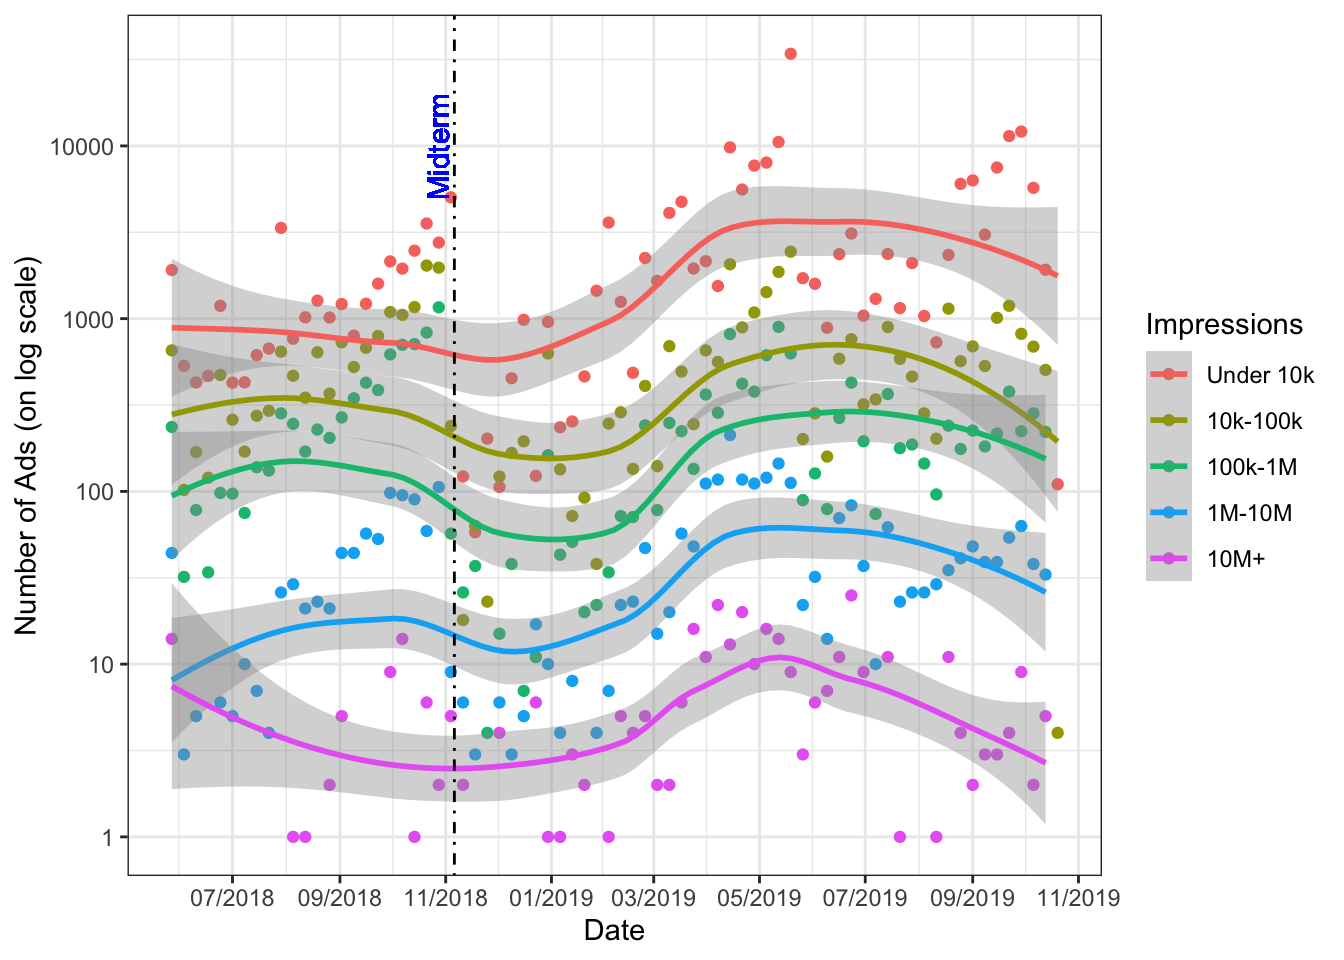 Midterm
10000
1000
100
10
1
Number of Ads (on log scale)
07/2018 09/2018 11/2018 01/2019 03/2019 05/2019 07/2019 09/2019 11/2019
Date
Impressions
Under 10k
10k-100k
100k-1M
1M-10M
10M+